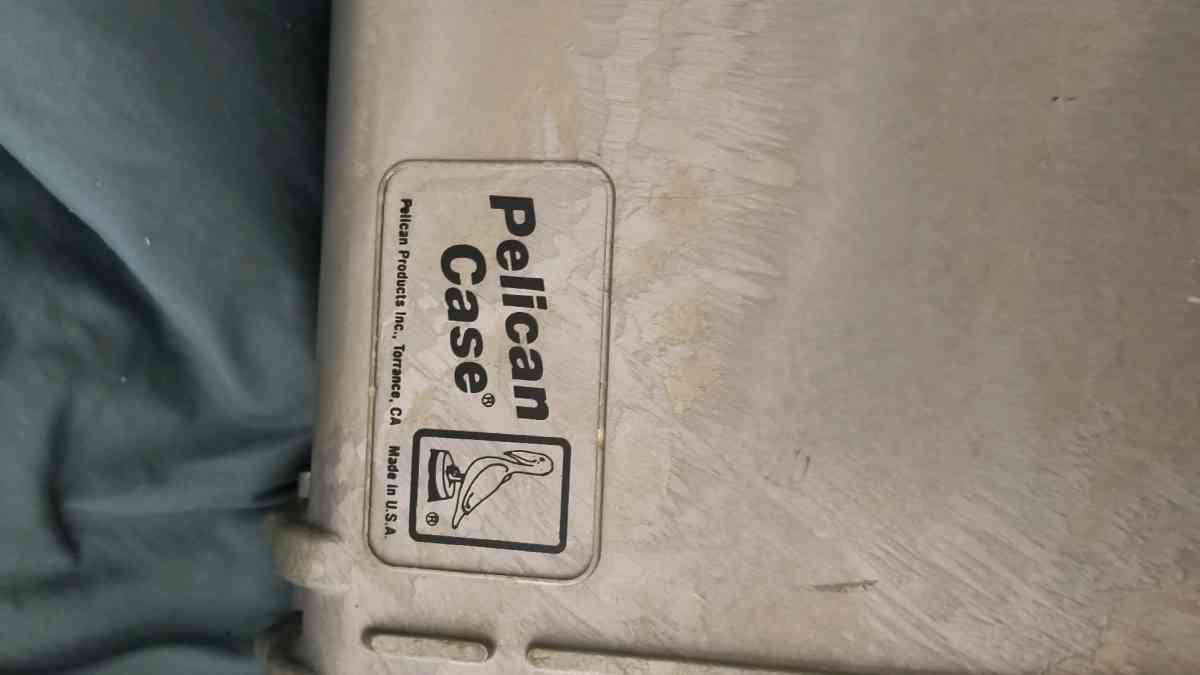 Pelican
Case®
®
Pelican Products Inc., Torrance, CA Made in U.S.A.